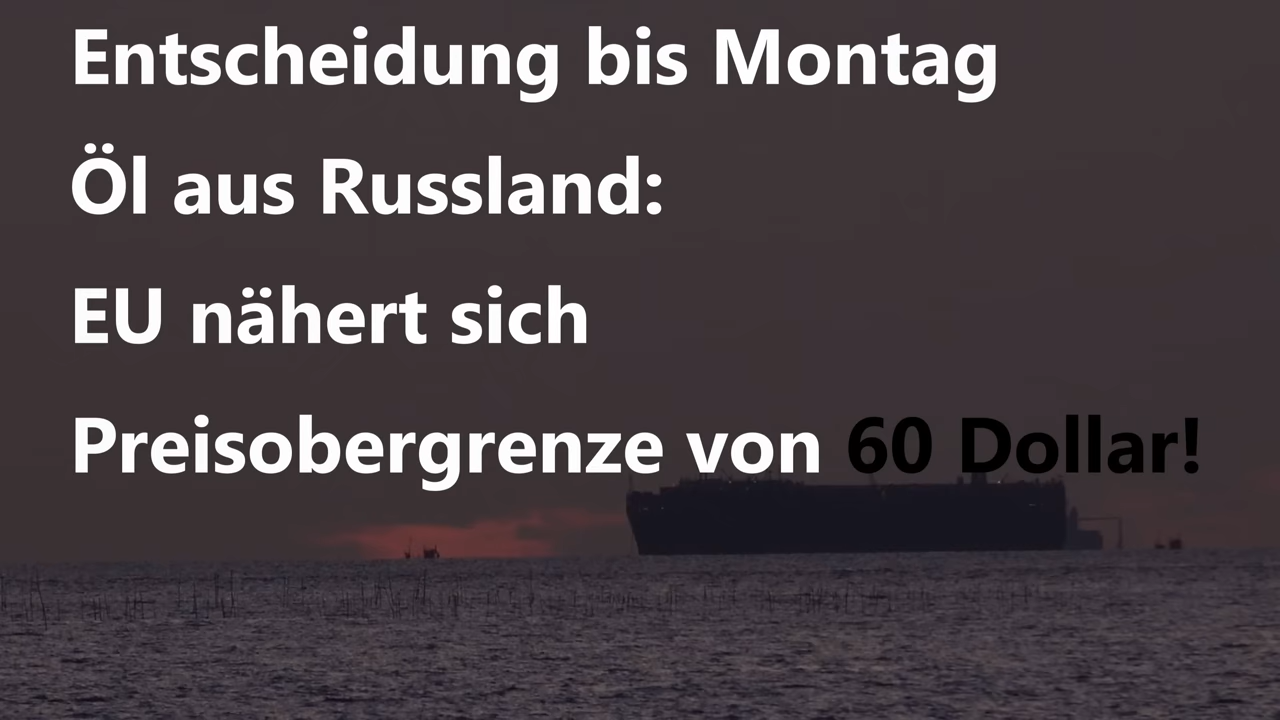 Entscheidung bis Montag
Öl aus Russland:
EU nähert sich
Preisobergrenze von 60 Dollar!